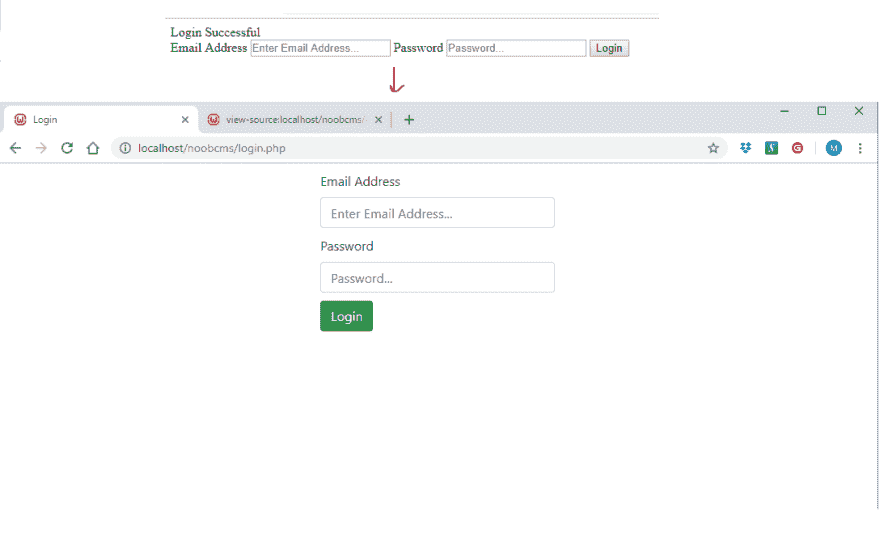 Login Successful
Email Address Enter Email Address... Password Password... Login
Login view-source:localhost/noobcms/
localhost/noobcms/login.php M
Email Address
Enter Email Address...
Password
Password...
Login